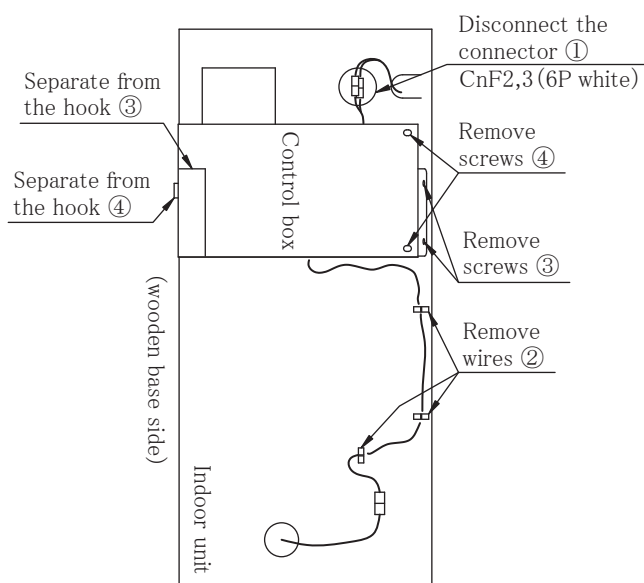 Disconnect the
connector ①
CnF2,3 (6P white)
Separate from
the hook ③
Remove
screws ④
Control box
Separate from
the hook ④
Remove
screws ③
(wooden base side)
Remove
wires ②
Indoor unit